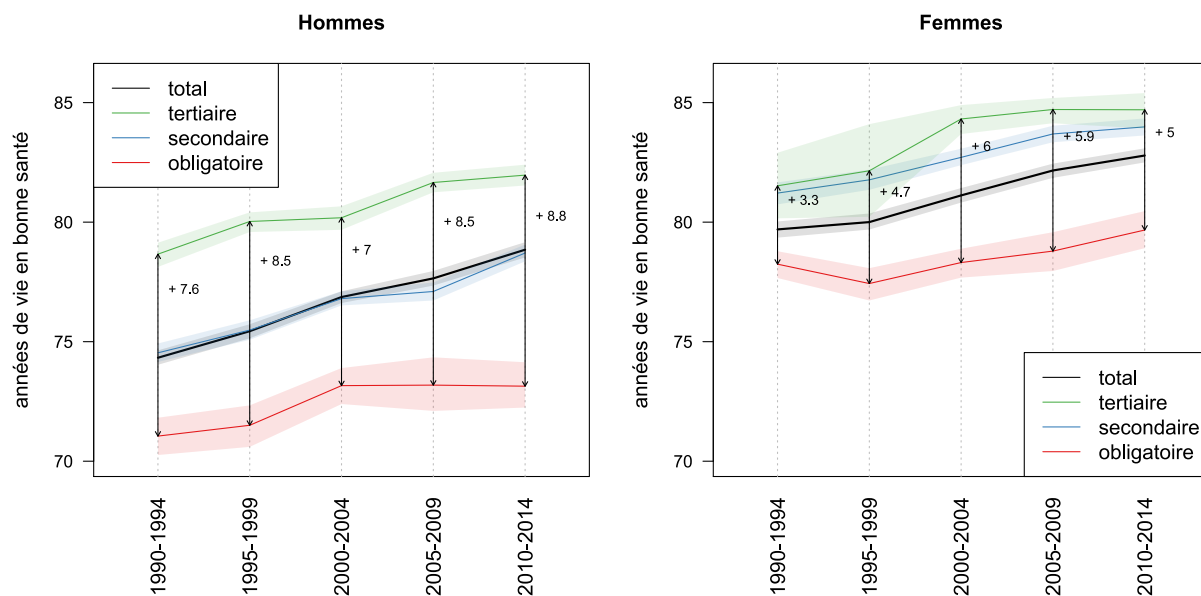 Hommes
années de vie en bonne santé
85
80
75
70
total
tertiaire
secondaire
obligatoire
+ 7.6
+ 8.5
+ 7
+ 8.5
+ 8.8
1990-1994
1995-1999
2000-2004
2005-2009
2010-2014
Femmes
années de vie en bonne santé
85
80
75
70
+ 3.3
+ 4.7
+ 6
+ 5.9
+ 5
total
tertiaire
secondaire
obligatoire
1990-1994
1995-1999
2000-2004
2005-2009
2010-2014